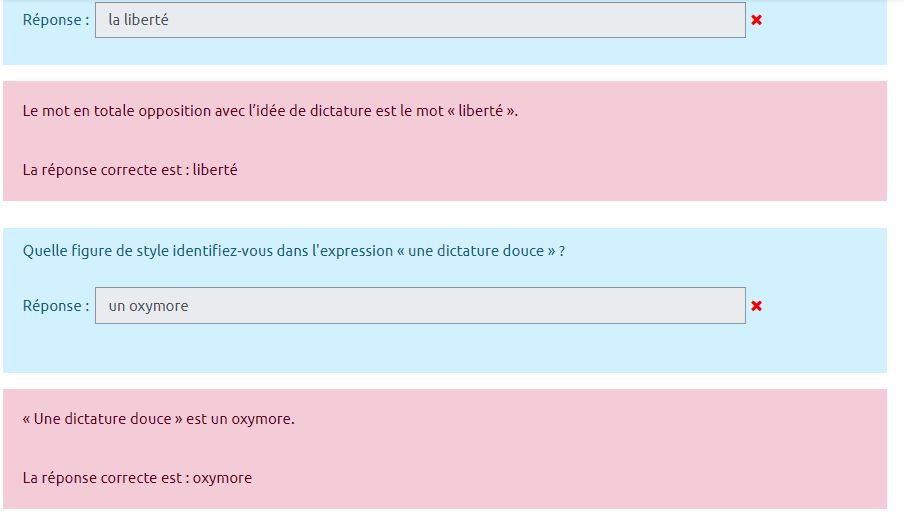 Réponse : la liberté
Le mot en totale opposition avec l’idée de dictature est le mot « liberté ».
La réponse correcte est : liberté
Quelle figure de style identifiez-vous dans l'expression « une dictature douce » ?
Réponse : un oxymore
« Une dictature douce » est un oxymore.
La réponse correcte est : oxymore